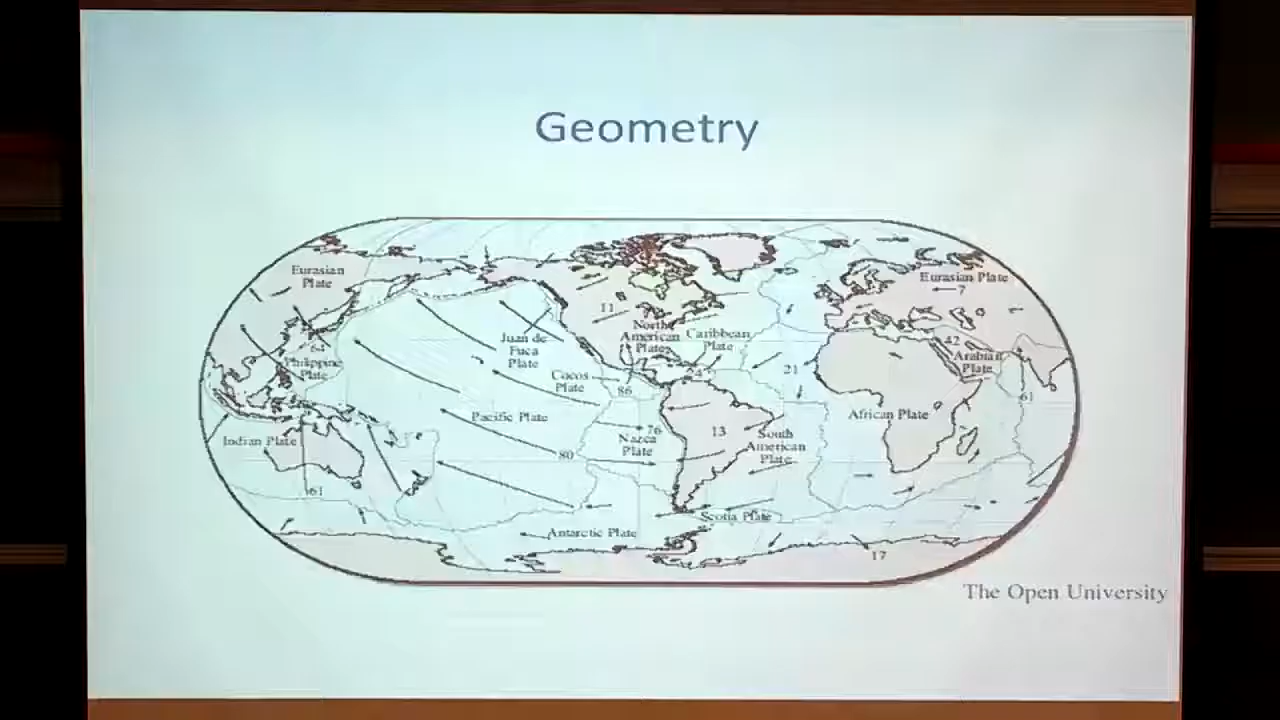 Geometry
Eurasian
Plate
64
Philippine
Plate
Indian Plate
61
Pacific Plate
80
Juan de
Fuca
Plate
Cocos
Plate
86
76
Nazca
Plate
11
North
American
Plate
Caribbean
Plate
21
13
South
American
Plate
Scotia Plate
Antarctic Plate
17
Eurasian Plate
7
42
Arabian
Plate
African Plate
61
The Open University